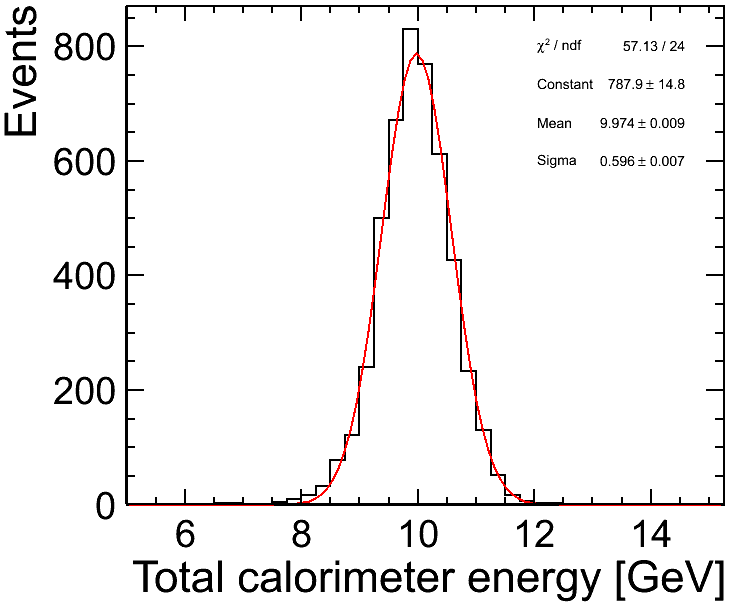 Events
800
600
400
200
0
χ² / ndf 57.13 / 24
Constant 787.9 ± 14.8
Mean 9.974 ± 0.009
Sigma 0.596 ± 0.007
6 8 10 12 14
Total calorimeter energy [GeV]